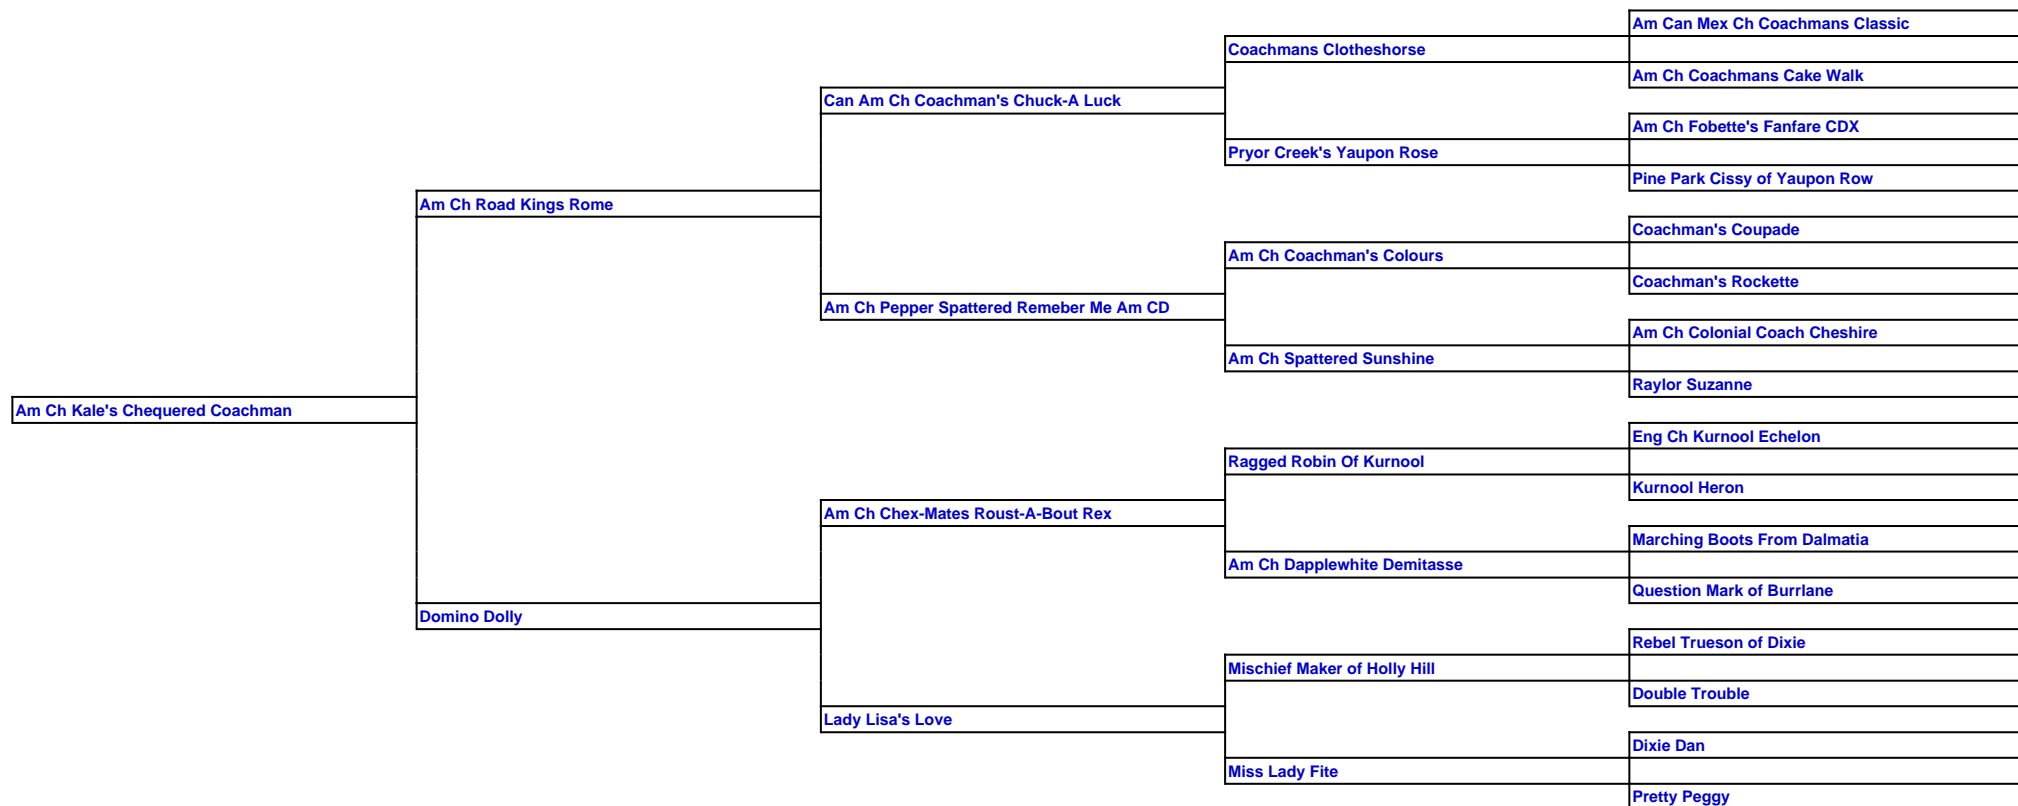 Am Can Mex Ch Coachmans Classic
Coachmans Clotheshorse
Am Ch Coachmans Cake Walk
Can Am Ch Coachman's Chuck-A Luck
Am Ch Fobette's Fanfare CDX
Pryor Creek's Yaupon Rose
Pine Park Cissy of Yaupon Row
Am Ch Road Kings Rome
Coachman's Coupade
Am Ch Coachman's Colours
Coachman's Rockette
Am Ch Pepper Spattered Remeber Me Am CD
Am Ch Colonial Coach Cheshire
Am Ch Spattered Sunshine
Raylor Suzanne
Am Ch Kale's Chequered Coachman
Eng Ch Kurnool Echelon
Ragged Robin Of Kurnool
Kurnool Heron
Am Ch Chex-Mates Roust-A-Bout Rex
Marching Boots From Dalmatia
Am Ch Dapplewhite Demitasse
Question Mark of Burrlane
Domino Dolly
Rebel Trueson of Dixie
Mischief Maker of Holly Hill
Double Trouble
Lady Lisa's Love
Dixie Dan
Miss Lady Fite
Pretty Peggy